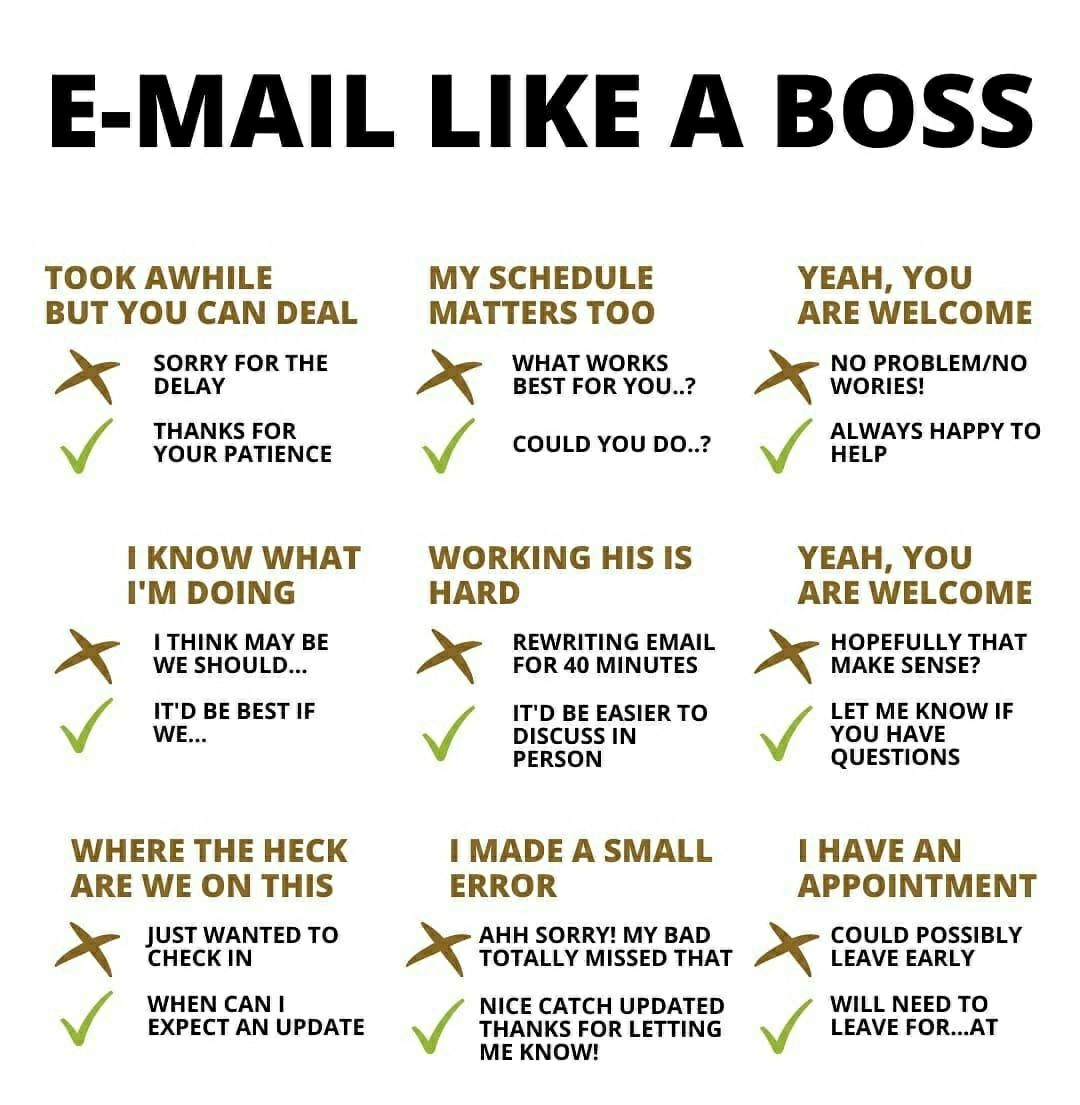 E-MAIL LIKE A BOSS
TOOK AWHILE
BUT YOU CAN DEAL
SORRY FOR THE
DELAY
THANKS FOR
YOUR PATIENCE
MY SCHEDULE
MATTERS TOO
WHAT WORKS
BEST FOR YOU..?
COULD YOU DO..?
YEAH, YOU
ARE WELCOME
NO PROBLEM/NO
WORIES!
ALWAYS HAPPY TO
HELP
I KNOW WHAT
I'M DOING
I THINK MAY BE
WE SHOULD...
IT'D BE BEST IF
WE...
WORKING HIS IS
HARD
REWRITING EMAIL
FOR 40 MINUTES
IT'D BE EASIER TO
DISCUSS IN
PERSON
YEAH, YOU
ARE WELCOME
HOPEFULLY THAT
MAKE SENSE?
LET ME KNOW IF
YOU HAVE
QUESTIONS
WHERE THE HECK
ARE WE ON THIS
JUST WANTED TO
CHECK IN
WHEN CAN I
EXPECT AN UPDATE
I MADE A SMALL
ERROR
AHH SORRY! MY BAD
TOTALLY MISSED THAT
NICE CATCH UPDATED
THANKS FOR LETTING
ME KNOW!
I HAVE AN
APPOINTMENT
COULD POSSIBLY
LEAVE EARLY
WILL NEED TO
LEAVE FOR...AT